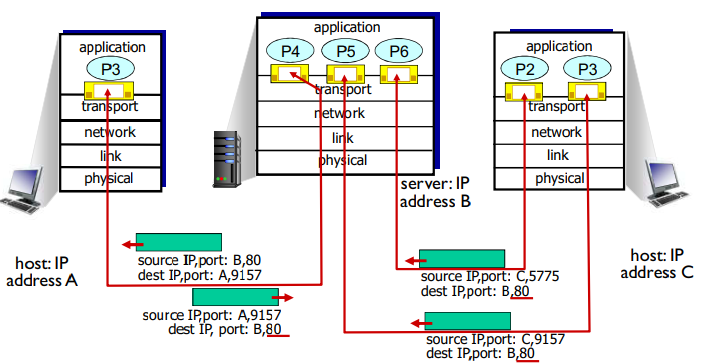 application
P3
transport
network
link
physical
host: IP
address A
application
P4
P5
P6
transport
network
link
physical
server: IP
address B
application
P2
P3
transport
network
link
physical
host: IP
address C
source IP,port: B,80
dest IP,port: A,9157
source IP,port: A,9157
dest IP, port: B,80
source IP,port: C,5775
dest IP,port: B,80
source IP,port: C,9157
dest IP,port: B,80